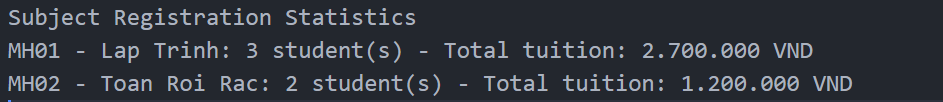 Subject Registration Statistics
MH01 - Lap Trinh: 3 student(s) - Total tuition: 2.700.000 VND
MH02 - Toan Roi Rac: 2 student(s) - Total tuition: 1.200.000 VND